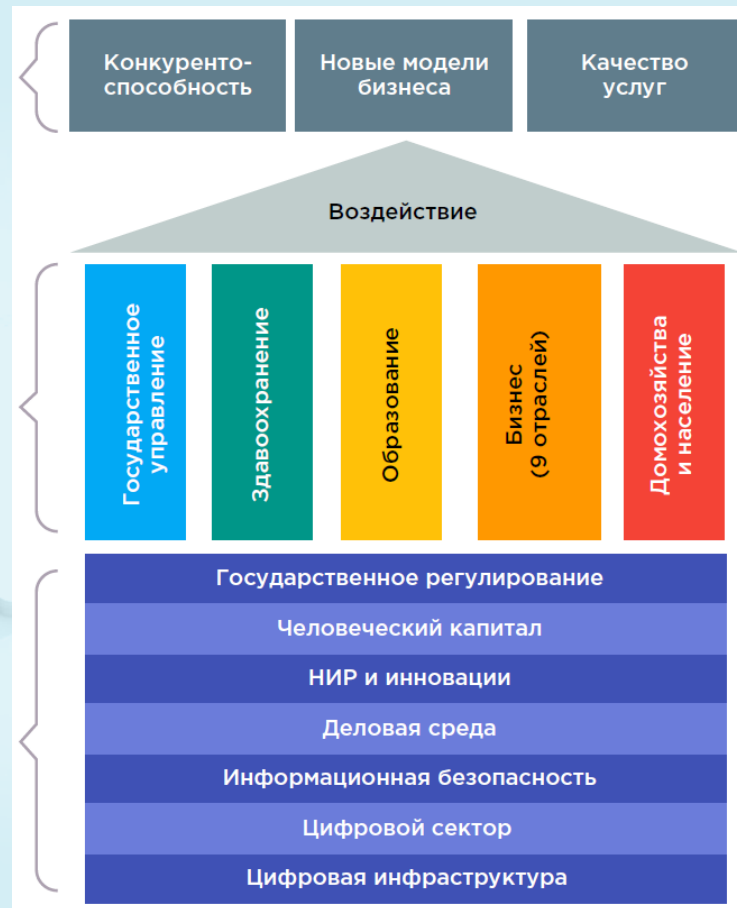 Конкуренто-
способность
Новые модели
бизнеса
Качество
услуг
Воздействие
Государственное
управление
Здавоохранение
Образование
Бизнес
(9 отраслей)
Домохозяйства
и население
Государственное регулирование
Человеческий капитал
НИР и инновации
Деловая среда
Информационная безопасность
Цифровой сектор
Цифровая инфраструктура